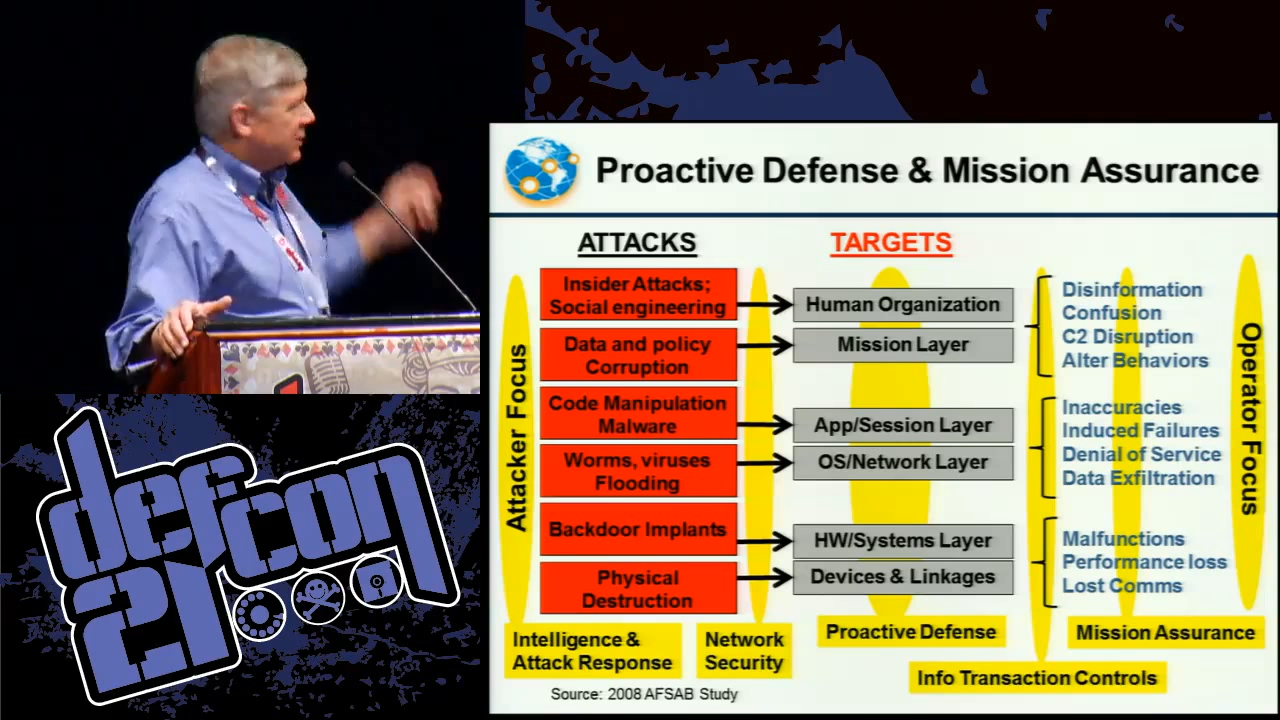 Proactive Defense & Mission Assurance
ATTACKS
TARGETS
Attacker Focus
Insider Attacks;
Social engineering
Data and policy
Corruption
Code Manipulation
Malware
Worms, viruses
Flooding
Backdoor Implants
Physical
Destruction
Human Organization
Mission Layer
App/Session Layer
OS/Network Layer
HW/Systems Layer
Devices & Linkages
Disinformation
Confusion
C2 Disruption
Alter Behaviors
Inaccuracies
Induced Failures
Denial of Service
Data Exfiltration
Malfunctions
Performance loss
Lost Comms
Operator Focus
Intelligence &
Attack Response
Network
Security
Proactive Defense
Info Transaction Controls
Mission Assurance
Source: 2008 AFSAB Study
defcon
21